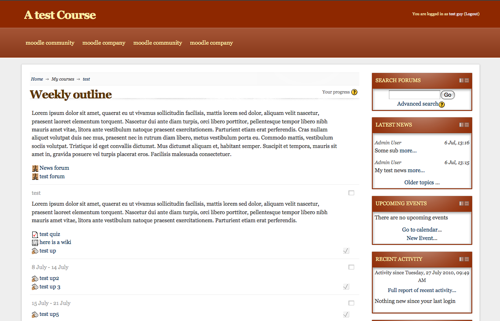 A test Course
You are logged in as test guy (Logout)
moodle community moodle company moodle community moodle company
Home → My courses → test
Weekly outline
Your progress
Lorem ipsum dolor sit amet, quaerat eu ut vivamus sollicitudin facilisis, mattis lorem sed dolor, aliquam velit nascetur,
praesent laoreet elementum torquent. Nascetur dui ante diam turpis, orci libero porttitor, pellentesque tempor libero nibh
mauris amet vitae, litora ante vestibulum natoque praesent exercitationem. Parturient etiam erat perferendis. Cras nullam
aliquet volutpat duis nec mus, praesent nec in rutrum diam libero, metus vestibulum porta eu. Commodo mattis, vestibulum
sociis volutpat. Tristique id eget convallis dictumst. Mus dictumst aliquam et, habitant semper. Suscipit et tempora, mauris sit
amet in, gravida posuere vel turpis placerat eros. Facilisis malesuada consectetuer.
News forum
test forum
test
Lorem ipsum dolor sit amet, quaerat eu ut vivamus sollicitudin facilisis, mattis lorem sed dolor, aliquam velit nascetur,
praesent laoreet elementum torquent. Nascetur dui ante diam turpis, orci libero porttitor, pellentesque tempor libero nibh
mauris amet vitae, litora ante vestibulum natoque praesent exercitationem. Parturient etiam erat perferendis.
test quiz
here is a wiki
test up
8 July - 14 July
test up2
test up 3
15 July - 21 July
test up5
SEARCH FORUMS
Go
Advanced search
LATEST NEWS
Admin User 6 Jul, 13:16
Some sub more...
Admin User 6 Jul, 13:15
My test news more...
Older topics ...
UPCOMING EVENTS
There are no upcoming events
Go to calendar...
New Event...
RECENT ACTIVITY
Activity since Tuesday, 27 July 2010, 09:49
AM
Full report of recent activity...
Nothing new since your last login